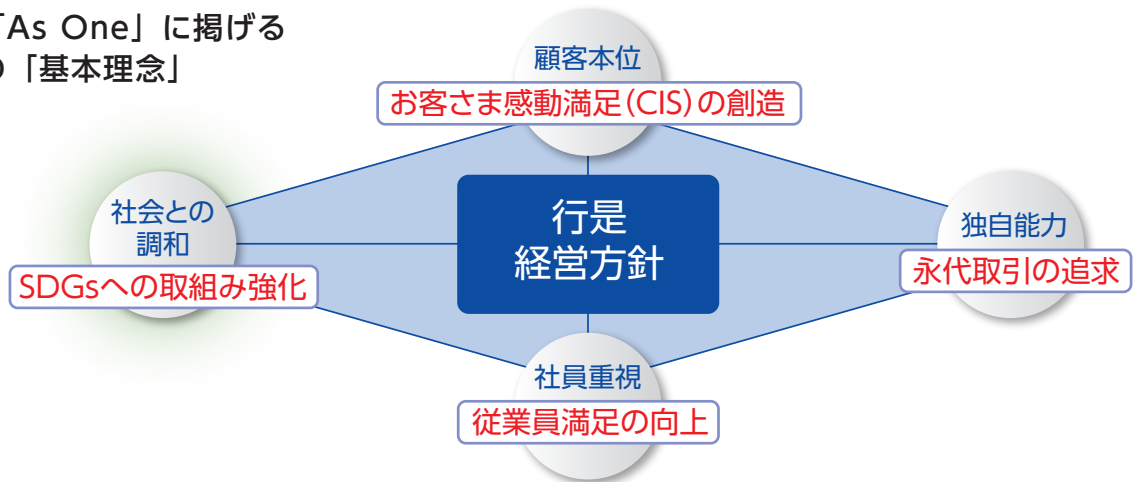 「As One」に掲げる
「基本理念」
顧客本位
お客さま感動満足(CIS)の創造
社会との
調和
SDGsへの取組み強化
行是
経営方針
独自能力
永代取引の追求
社員重視
従業員満足の向上